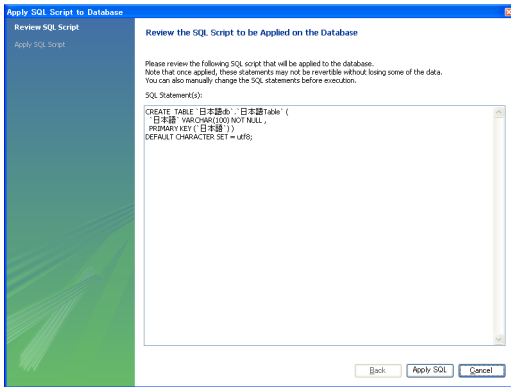 Apply SQL Script to Database
Review SQL Script
Apply SQL Script
Review the SQL Script to be Applied on the Database
Please review the following SQL script that will be applied to the database.
Note that once applied, these statements may not be revertible without losing some of the data.
You can also manually change the SQL statements before execution.
SQL Statement(s):
CREATE TABLE `日本語db`.`日本語Table` (
`日本語` VARCHAR(100) NOT NULL ,
PRIMARY KEY (`日本語`) )
DEFAULT CHARACTER SET = utf8;
Back Apply SQL Cancel